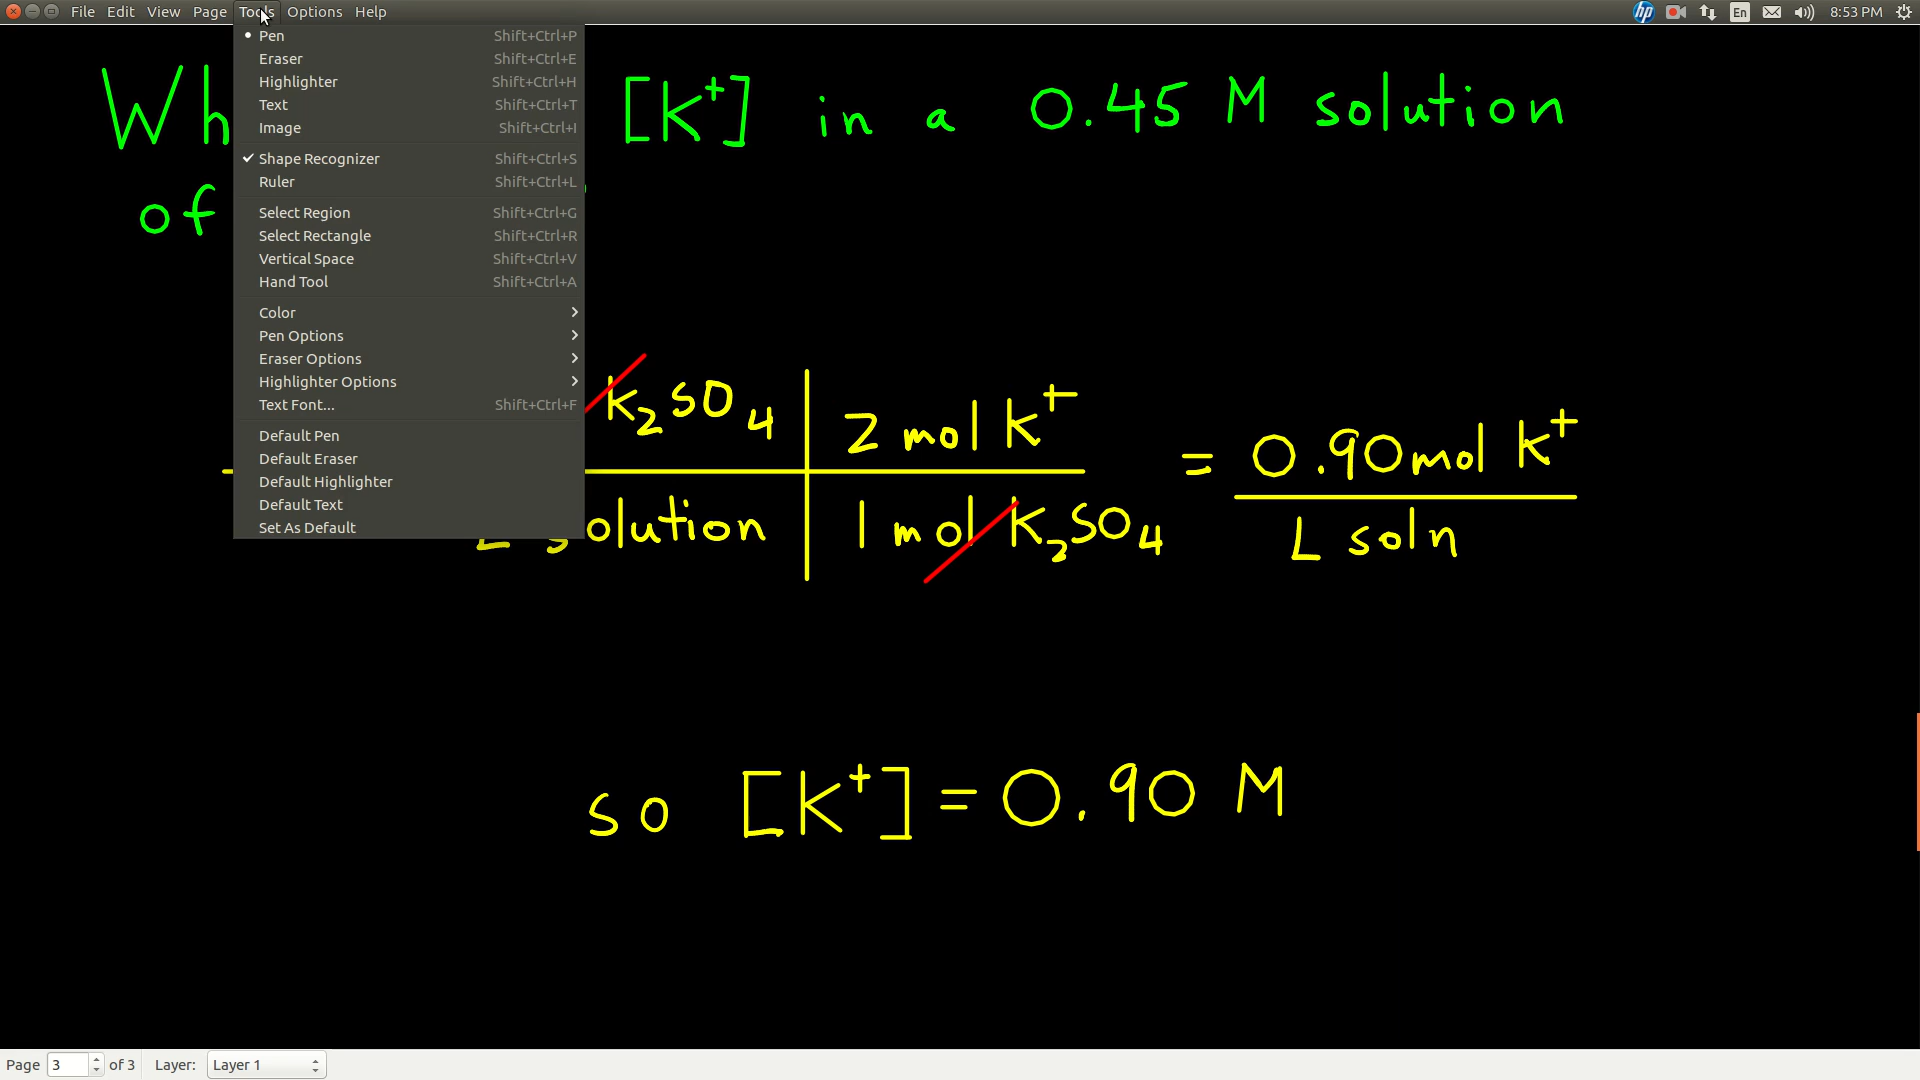 File Edit View Page Tools Options Help
hp En 8:53 PM
Pen Shift+Ctrl+P
Eraser Shift+Ctrl+E
Highlighter Shift+Ctrl+H
Text Shift+Ctrl+T
Image Shift+Ctrl+I
Shape Recognizer Shift+Ctrl+S
Ruler Shift+Ctrl+L
Select Region Shift+Ctrl+G
Select Rectangle Shift+Ctrl+R
Vertical Space Shift+Ctrl+V
Hand Tool Shift+Ctrl+A
Color
Pen Options
Eraser Options
Highlighter Options
Text Font... Shift+Ctrl+F
Default Pen
Default Eraser
Default Highlighter
Default Text
Set As Default
Wh [K⁺] in a 0.45 M solution
of
K₂SO₄ 2 mol K⁺ = 0.90 mol K⁺
L solution 1 mol K₂SO₄ L soln
so [K⁺] = 0.90 M
Page 3 of 3 Layer: Layer 1